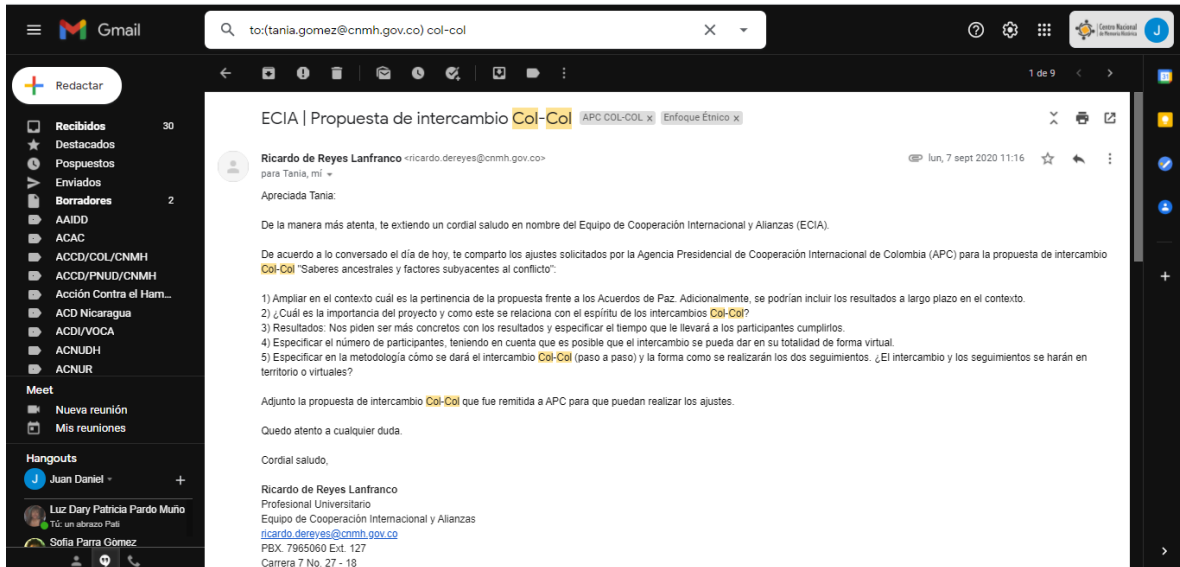 Gmail
to:(tania.gomez@cnmh.gov.co) col-col
Centro Nacional
de Memoria Histórica
J
Redactar
1 de 9
Recibidos 30
Destacados
Pospuestos
Enviados
Borradores 2
AAIDD
ACAC
ACCD/COL/CNMH
ACCD/PNUD/CNMH
Acción Contra el Ham...
ACD Nicaragua
ACDI/VOCA
ACNUDH
ACNUR
Meet
Nueva reunión
Mis reuniones
Hangouts
J Juan Daniel
Luz Dary Patricia Pardo Muño
Tú: un abrazo Pati
Sofia Parra Gómez
ECIA | Propuesta de intercambio Col-Col APC COL-COL x Enfoque Étnico x
Ricardo de Reyes Lanfranco <ricardo.dereyes@cnmh.gov.co> lun, 7 sept 2020 11:16
para Tania, mí
Apreciada Tania:
De la manera más atenta, te extiendo un cordial saludo en nombre del Equipo de Cooperación Internacional y Alianzas (ECIA).
De acuerdo a lo conversado el día de hoy, te comparto los ajustes solicitados por la Agencia Presidencial de Cooperación Internacional de Colombia (APC) para la propuesta de intercambio
Col-Col "Saberes ancestrales y factores subyacentes al conflicto":
1) Ampliar en el contexto cuál es la pertinencia de la propuesta frente a los Acuerdos de Paz. Adicionalmente, se podrían incluir los resultados a largo plazo en el contexto.
2) ¿Cuál es la importancia del proyecto y como este se relaciona con el espíritu de los intercambios Col-Col?
3) Resultados: Nos piden ser más concretos con los resultados y especificar el tiempo que le llevará a los participantes cumplirlos.
4) Especificar el número de participantes, teniendo en cuenta que es posible que el intercambio se pueda dar en su totalidad de forma virtual.
5) Especificar en la metodología cómo se dará el intercambio Col-Col (paso a paso) y la forma como se realizarán los dos seguimientos. ¿El intercambio y los seguimientos se harán en
territorio o virtuales?
Adjunto la propuesta de intercambio Col-Col que fue remitida a APC para que puedan realizar los ajustes.
Quedo atento a cualquier duda.
Cordial saludo,
Ricardo de Reyes Lanfranco
Profesional Universitario
Equipo de Cooperación Internacional y Alianzas
ricardo.dereyes@cnmh.gov.co
PBX. 7965060 Ext. 127
Carrera 7 No. 27 - 18